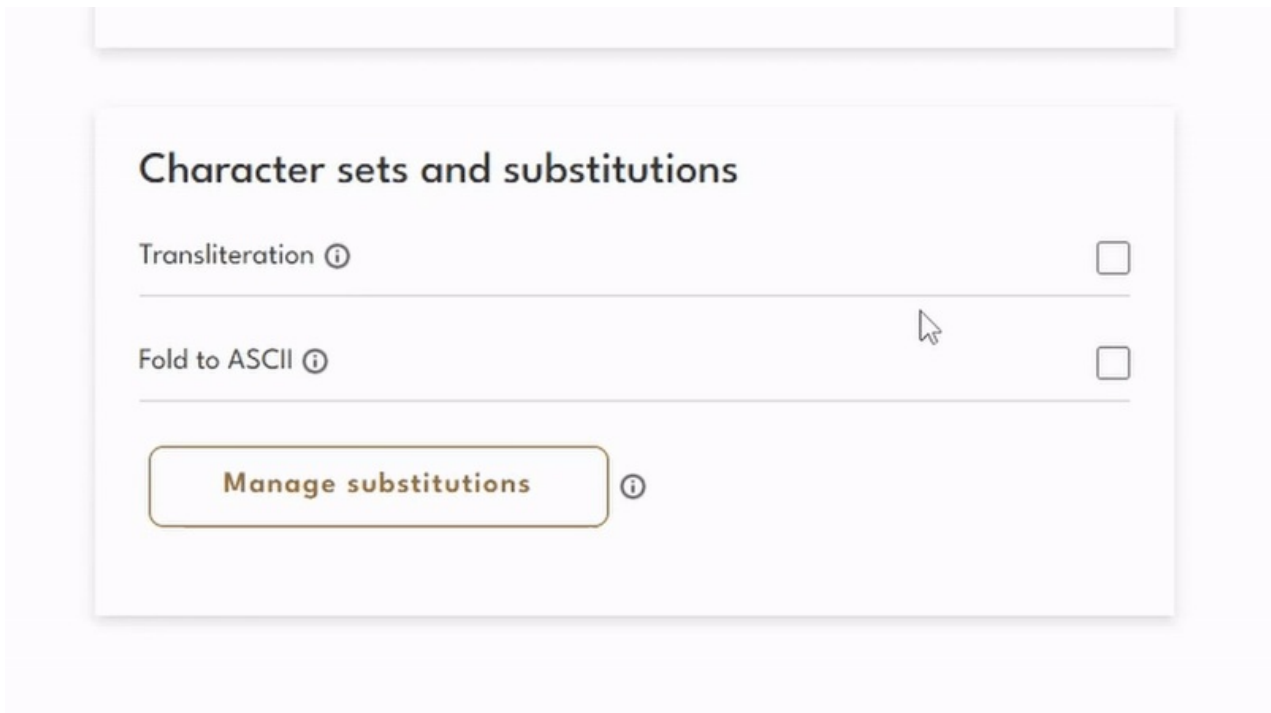 Character sets and substitutions
Transliteration
Fold to ASCII
Manage substitutions